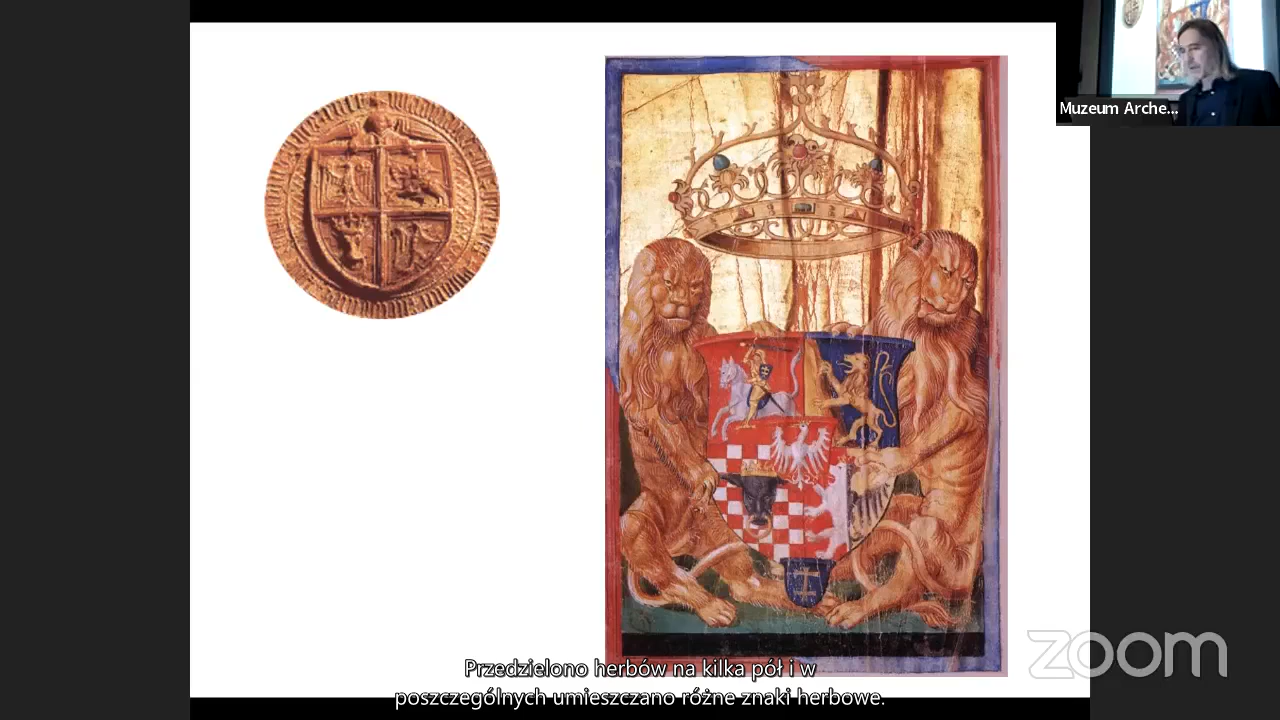 Muzeum Arche...
zoom
Przedzielono herbów na kilka pół i w
poszczególnych umieszczano różne znaki herbowe.